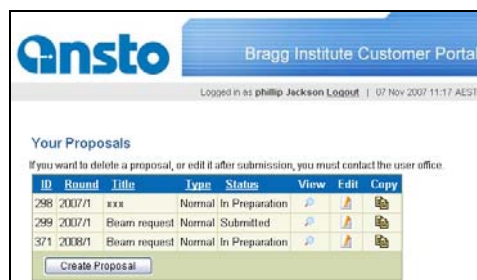 ansto
Bragg Institute Customer Portal
Logged in as phillip Jackson Logout | 07 Nov 2007 11:17 AEST
Your Proposals
If you want to delete a proposal, or edit it after submission, you must contact the user office.
ID Round Title Type Status View Edit Copy
298 2007/1 xxx Normal In Preparation
299 2007/1 Beam request Normal Submitted
371 2008/1 Beam request Normal In Preparation
Create Proposal